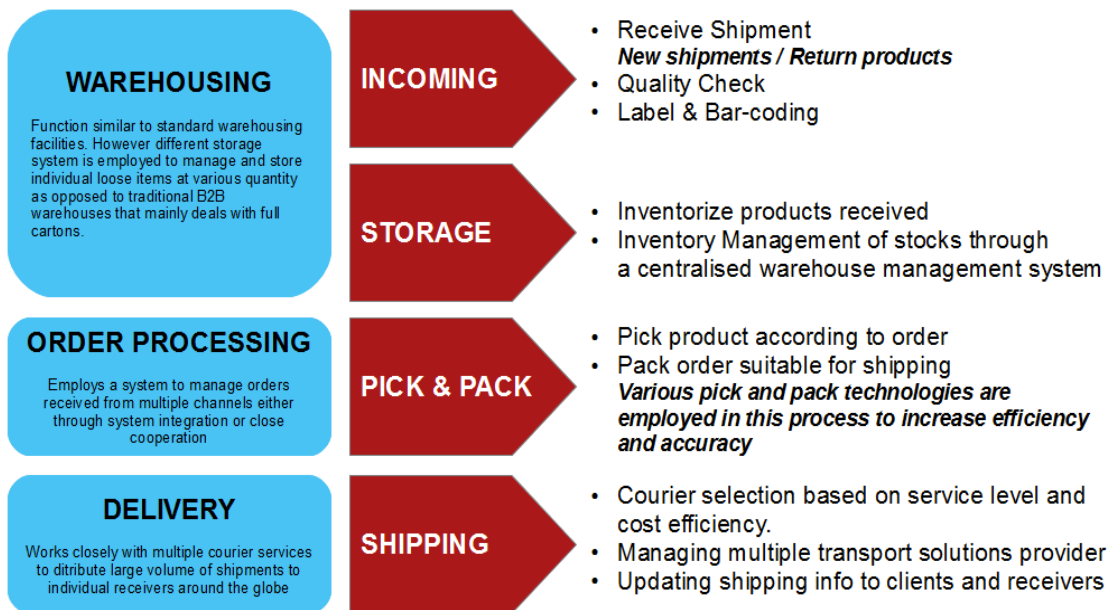 WAREHOUSING
Function similar to standard warehousing
facilities. However different storage
system is employed to manage and store
individual loose items at various quantity
as opposed to traditional B2B
warehouses that mainly deals with full
cartons.
INCOMING
• Receive Shipment
New shipments / Return products
• Quality Check
• Label & Bar-coding
STORAGE
• Inventorize products received
• Inventory Management of stocks through
a centralised warehouse management system
ORDER PROCESSING
Employs a system to manage orders
received from multiple channels either
through system integration or close
cooperation
PICK & PACK
• Pick product according to order
• Pack order suitable for shipping
Various pick and pack technologies are
employed in this process to increase efficiency
and accuracy
DELIVERY
Works closely with multiple courier services
to ditribute large volume of shipments to
individual receivers around the globe
SHIPPING
• Courier selection based on service level and
cost efficiency.
• Managing multiple transport solutions provider
• Updating shipping info to clients and receivers